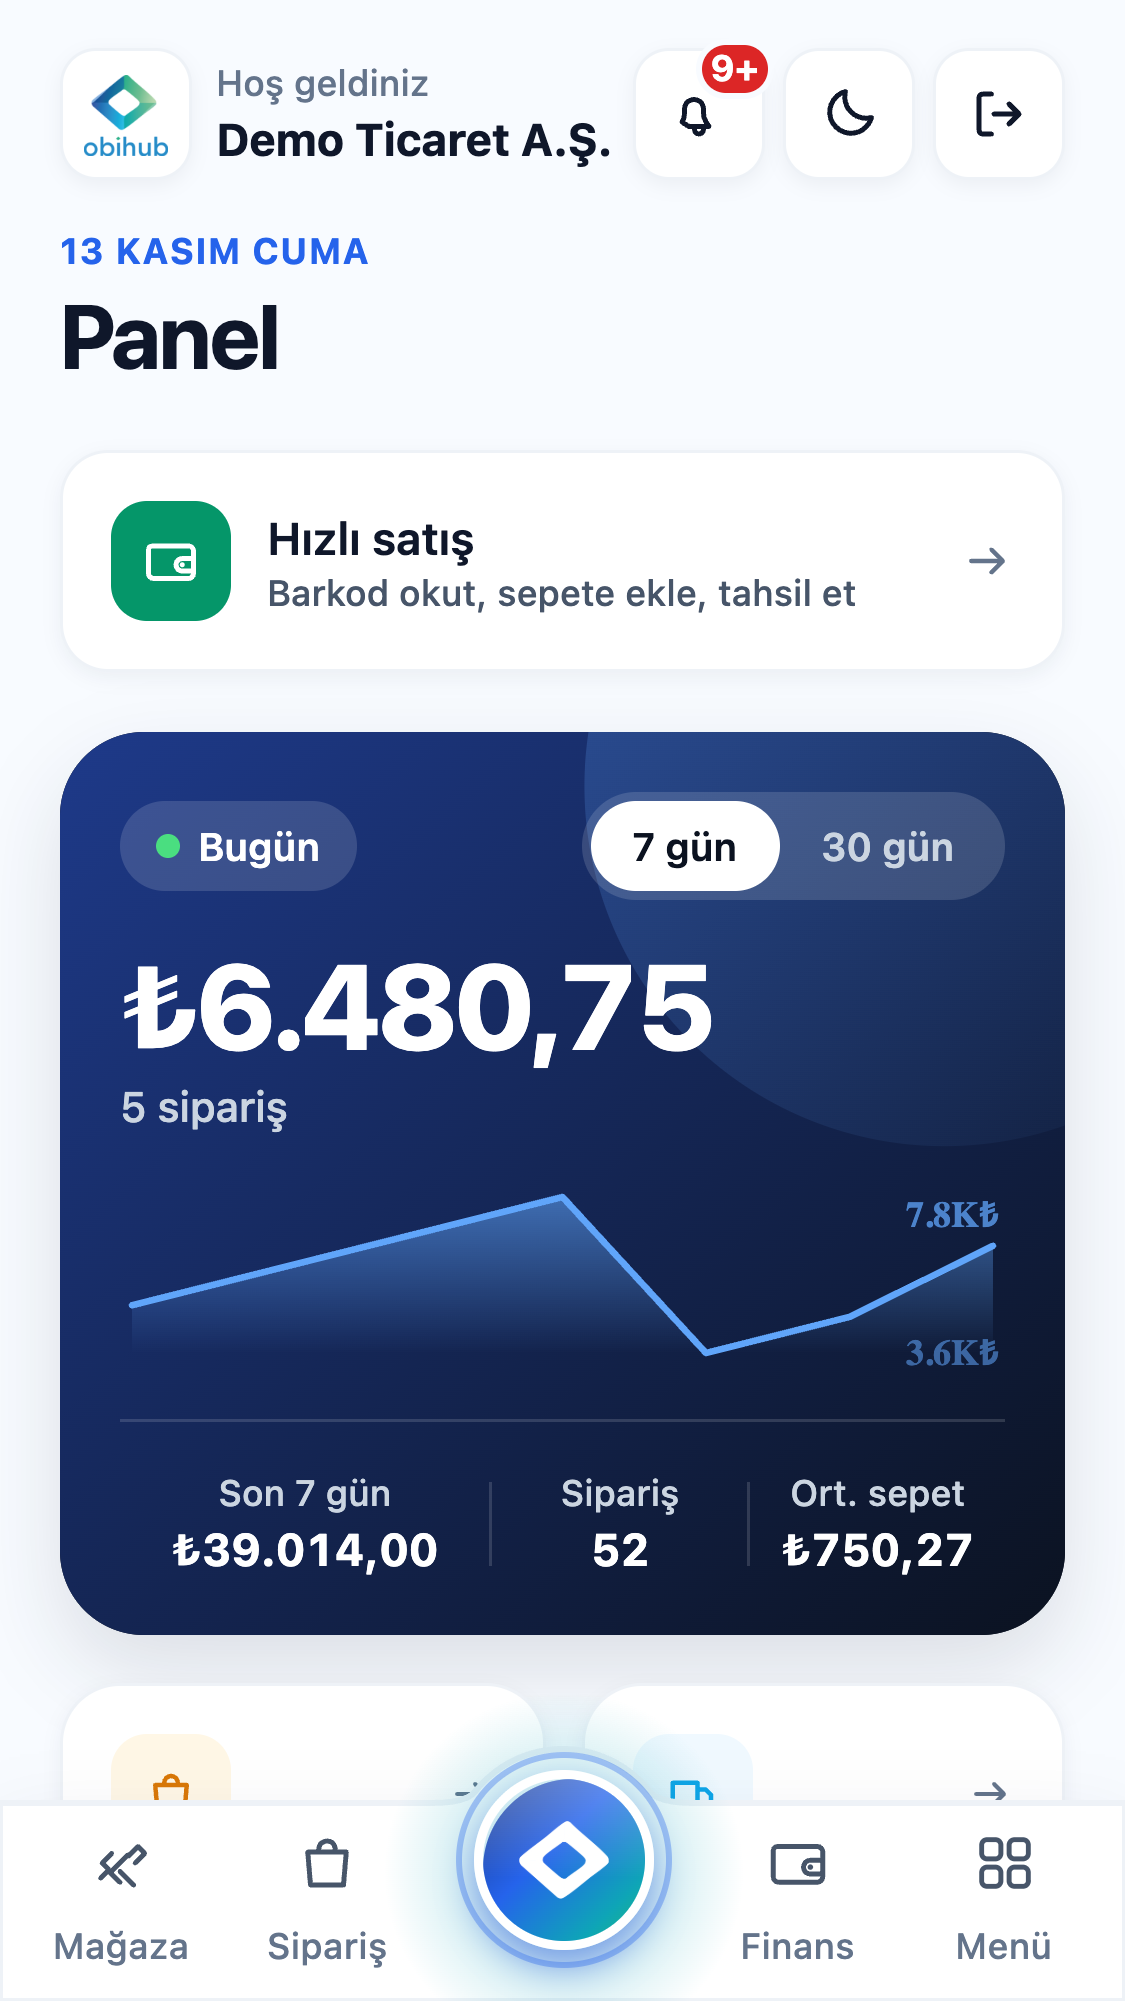 obihub
Hoş geldiniz
Demo Ticaret A.Ş.
9+
13 KASIM CUMA
Panel
Hızlı satış
Barkod okut, sepete ekle, tahsil et
Bugün
7 gün
30 gün
₺6.480,75
5 sipariş
7.8K₺
3.6K₺
Son 7 gün
₺39.014,00
Sipariş
52
Ort. sepet
₺750,27
Mağaza
Sipariş
Finans
Menü